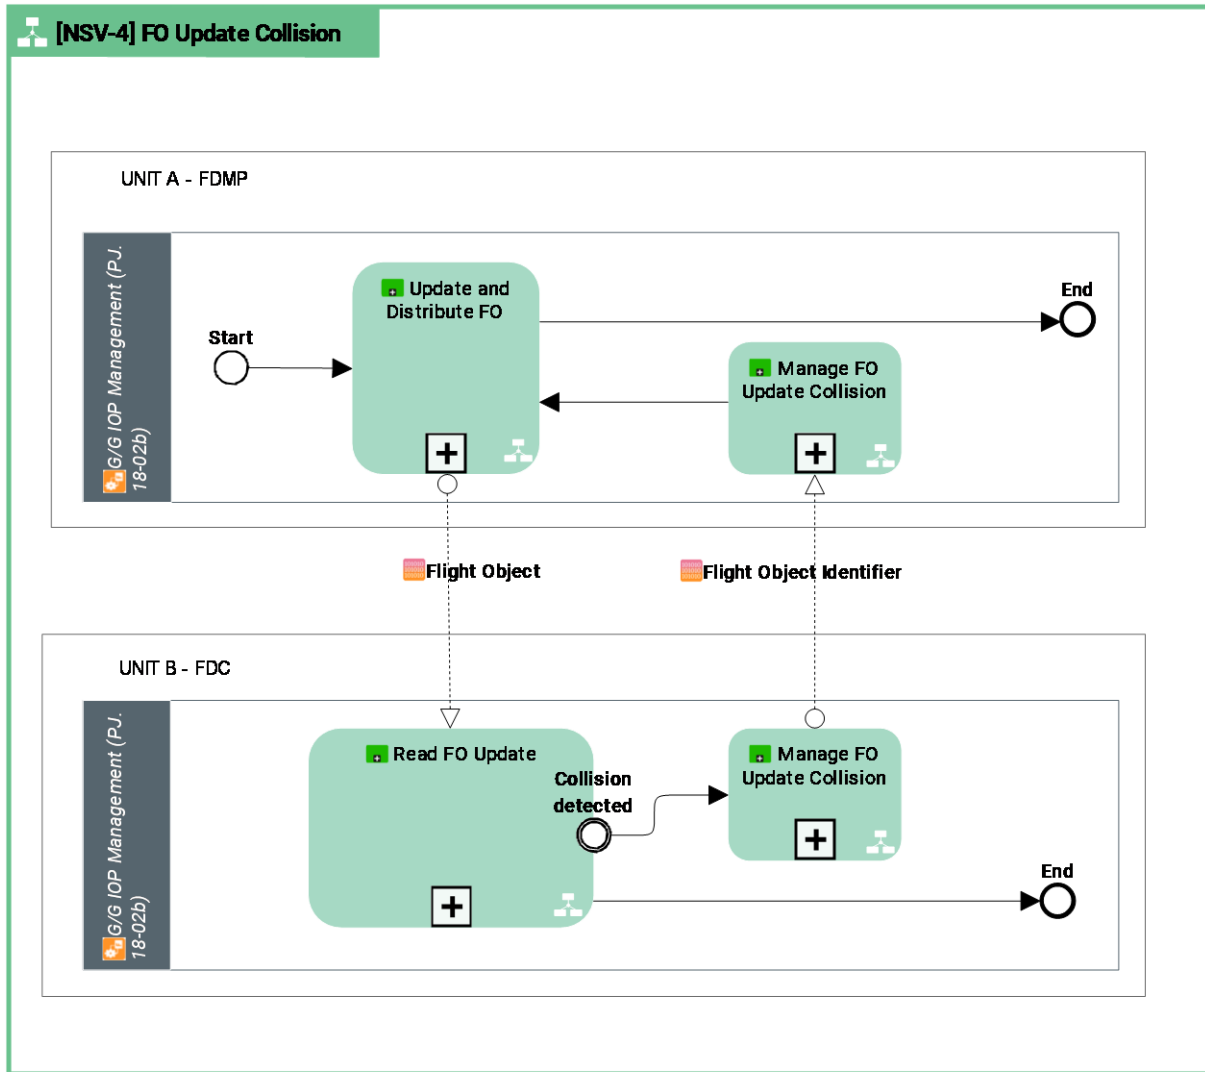 [NSV-4] FO Update Collision
UNIT A - FDMP
G/G IOP Management (PJ.
18-02b)
Start
Update and
Distribute FO
End
Manage FO
Update Collision
Flight Object
Flight Object Identifier
UNIT B - FDC
G/G IOP Management (PJ.
18-02b)
Read FO Update
Collision
detected
Manage FO
Update Collision
End